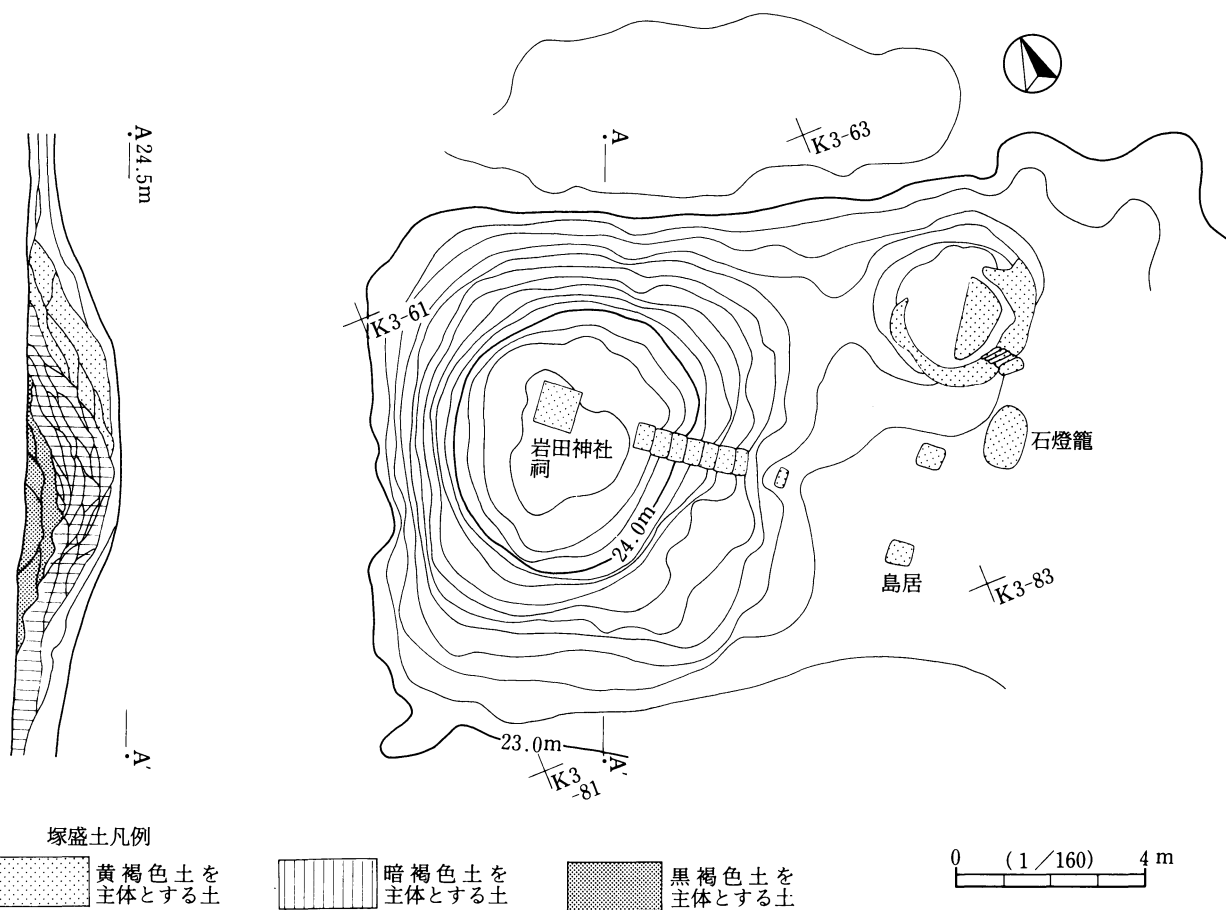 A
24.5m
A
K3-63
K3-61
岩田神社
祠
24.0m
石燈籠
島居
K3-83
23.0m
A'
K3
-81
A'
塚盛土凡例
黄褐色土を
主体とする土
暗褐色土を
主体とする土
黒褐色土を
主体とする土
0 (1/160) 4 m